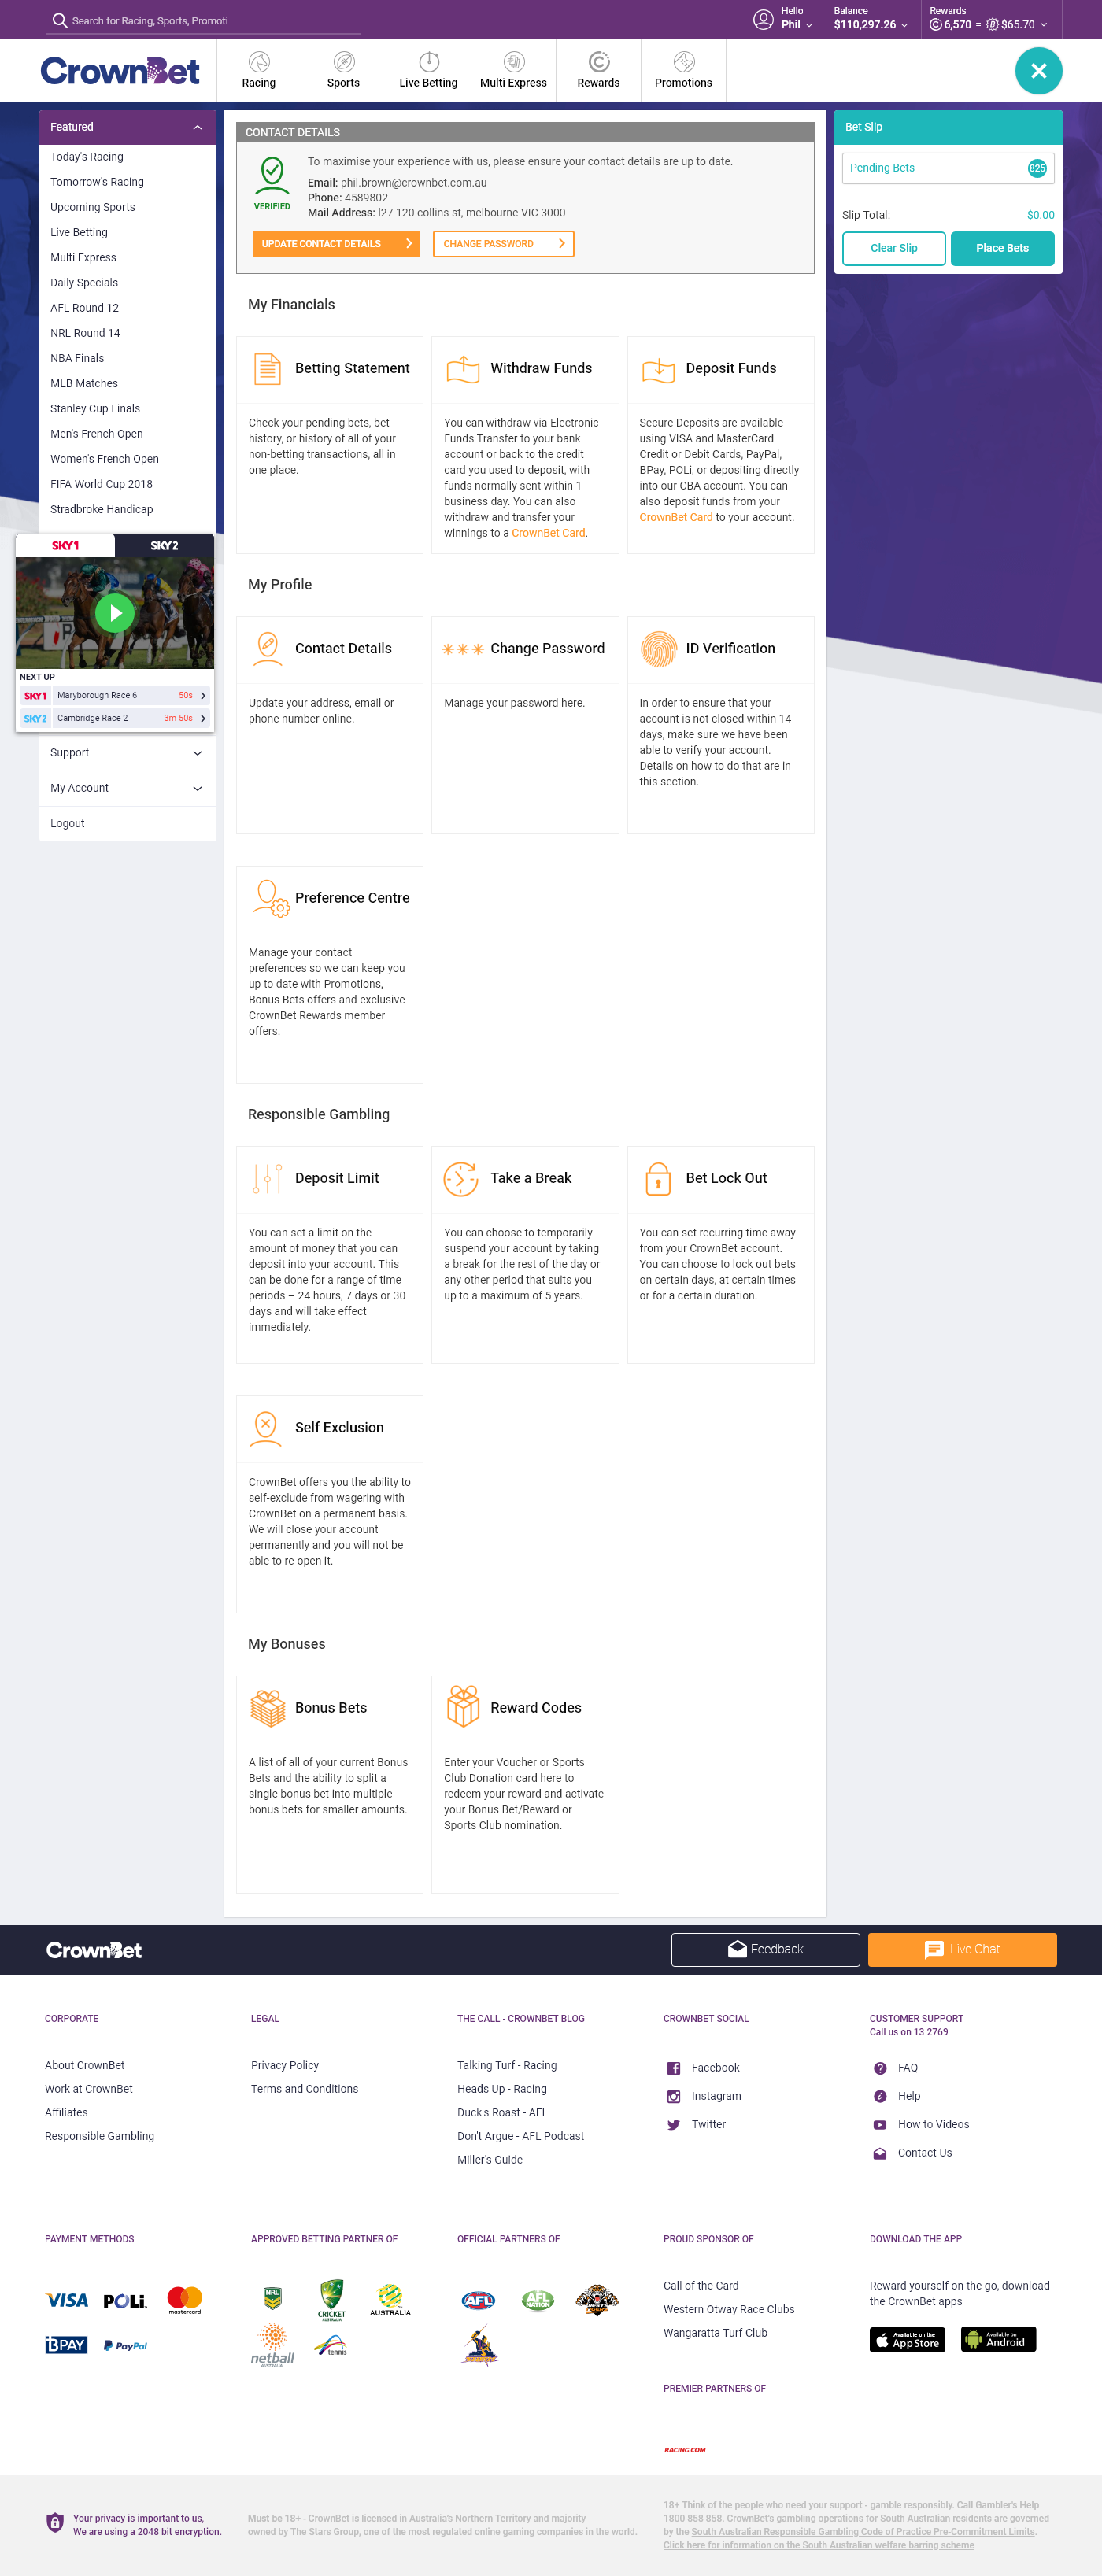 Search for Racing, Sports, Promoti
Hello
Phil
Balance
$110,297.26
Rewards
6,570 = $65.70
CrownBet
Racing
Sports
Live Betting
Multi Express
Rewards
Promotions
Featured
Today's Racing
Tomorrow's Racing
Upcoming Sports
Live Betting
Multi Express
Daily Specials
AFL Round 12
NRL Round 14
NBA Finals
MLB Matches
Stanley Cup Finals
Men's French Open
Women's French Open
FIFA World Cup 2018
Stradbroke Handicap
SKY1
SKY2
NEXT UP
SKY1 Maryborough Race 6 50s
SKY2 Cambridge Race 2 3m 50s
Support
My Account
Logout
CONTACT DETAILS
VERIFIED
To maximise your experience with us, please ensure your contact details are up to date.
Email: phil.brown@crownbet.com.au
Phone: 4589802
Mail Address: l27 120 collins st, melbourne VIC 3000
UPDATE CONTACT DETAILS
CHANGE PASSWORD
My Financials
Betting Statement
Check your pending bets, bet
history, or history of all of your
non-betting transactions, all in
one place.
Withdraw Funds
You can withdraw via Electronic
Funds Transfer to your bank
account or back to the credit
card you used to deposit, with
funds normally sent within 1
business day. You can also
withdraw and transfer your
winnings to a CrownBet Card.
Deposit Funds
Secure Deposits are available
using VISA and MasterCard
Credit or Debit Cards, PayPal,
BPay, POLi, or depositing directly
into our CBA account. You can
also deposit funds from your
CrownBet Card to your account.
My Profile
Contact Details
Update your address, email or
phone number online.
Change Password
Manage your password here.
ID Verification
In order to ensure that your
account is not closed within 14
days, make sure we have been
able to verify your account.
Details on how to do that are in
this section.
Preference Centre
Manage your contact
preferences so we can keep you
up to date with Promotions,
Bonus Bets offers and exclusive
CrownBet Rewards member
offers.
Responsible Gambling
Deposit Limit
You can set a limit on the
amount of money that you can
deposit into your account. This
can be done for a range of time
periods – 24 hours, 7 days or 30
days and will take effect
immediately.
Take a Break
You can choose to temporarily
suspend your account by taking
a break for the rest of the day or
any other period that suits you
up to a maximum of 5 years.
Bet Lock Out
You can set recurring time away
from your CrownBet account.
You can choose to lock out bets
on certain days, at certain times
or for a certain duration.
Self Exclusion
CrownBet offers you the ability to
self-exclude from wagering with
CrownBet on a permanent basis.
We will close your account
permanently and you will not be
able to re-open it.
My Bonuses
Bonus Bets
A list of all of your current Bonus
Bets and the ability to split a
single bonus bet into multiple
bonus bets for smaller amounts.
Reward Codes
Enter your Voucher or Sports
Club Donation card here to
redeem your reward and activate
your Bonus Bet/Reward or
Sports Club nomination.
Bet Slip
Pending Bets 825
Slip Total: $0.00
Clear Slip
Place Bets
CrownBet
Feedback
Live Chat
CORPORATE
About CrownBet
Work at CrownBet
Affiliates
Responsible Gambling
LEGAL
Privacy Policy
Terms and Conditions
THE CALL - CROWNBET BLOG
Talking Turf - Racing
Heads Up - Racing
Duck's Roast - AFL
Don't Argue - AFL Podcast
Miller's Guide
CROWNBET SOCIAL
Facebook
Instagram
Twitter
CUSTOMER SUPPORT
Call us on 13 2769
FAQ
Help
How to Videos
Contact Us
PAYMENT METHODS
VISA
POLi
mastercard
BPAY
PayPal
APPROVED BETTING PARTNER OF
NRL
CRICKET
AUSTRALIA
AUSTRALIA
netball
AUSTRALIA
tennis
OFFICIAL PARTNERS OF
AFL
AFL
NATION
PROUD SPONSOR OF
Call of the Card
Western Otway Race Clubs
Wangaratta Turf Club
PREMIER PARTNERS OF
RACING.COM
DOWNLOAD THE APP
Reward yourself on the go, download
the CrownBet apps
Available on the
App Store
Available on
Android
Your privacy is important to us,
We are using a 2048 bit encryption.
Must be 18+ - CrownBet is licensed in Australia's Northern Territory and majority
owned by The Stars Group, one of the most regulated online gaming companies in the world.
18+ Think of the people who need your support - gamble responsibly. Call Gambler's Help
1800 858 858. CrownBet's gambling operations for South Australian residents are governed
by the South Australian Responsible Gambling Code of Practice Pre-Commitment Limits.
Click here for information on the South Australian welfare barring scheme